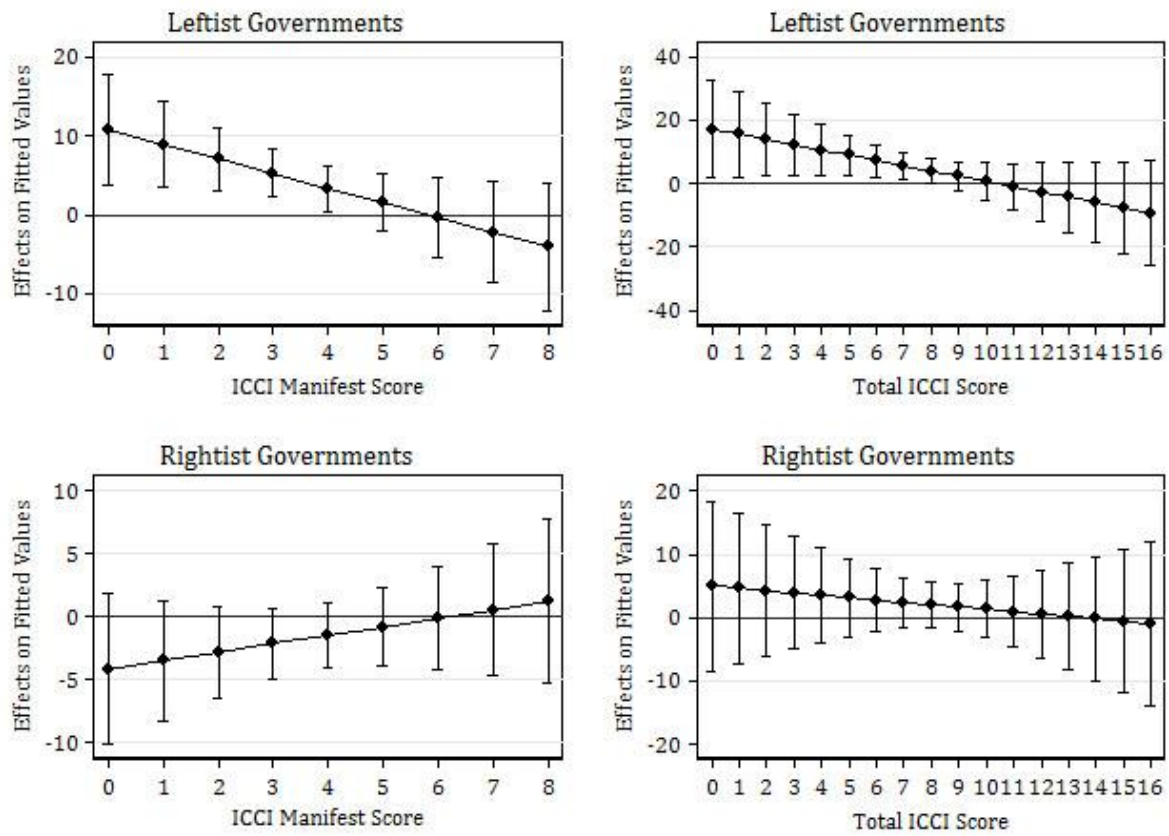 Leftist Governments
Effects on Fitted Values
20
10
0
-10
0 1 2 3 4 5 6 7 8
ICCI Manifest Score
Leftist Governments
Effects on Fitted Values
40
20
0
-20
-40
0 1 2 3 4 5 6 7 8 9 10 11 12 13 14 15 16
Total ICCI Score
Rightist Governments
Effects on Fitted Values
10
5
0
-5
-10
0 1 2 3 4 5 6 7 8
ICCI Manifest Score
Rightist Governments
Effects on Fitted Values
20
10
0
-10
-20
0 1 2 3 4 5 6 7 8 9 10 11 12 13 14 15 16
Total ICCI Score